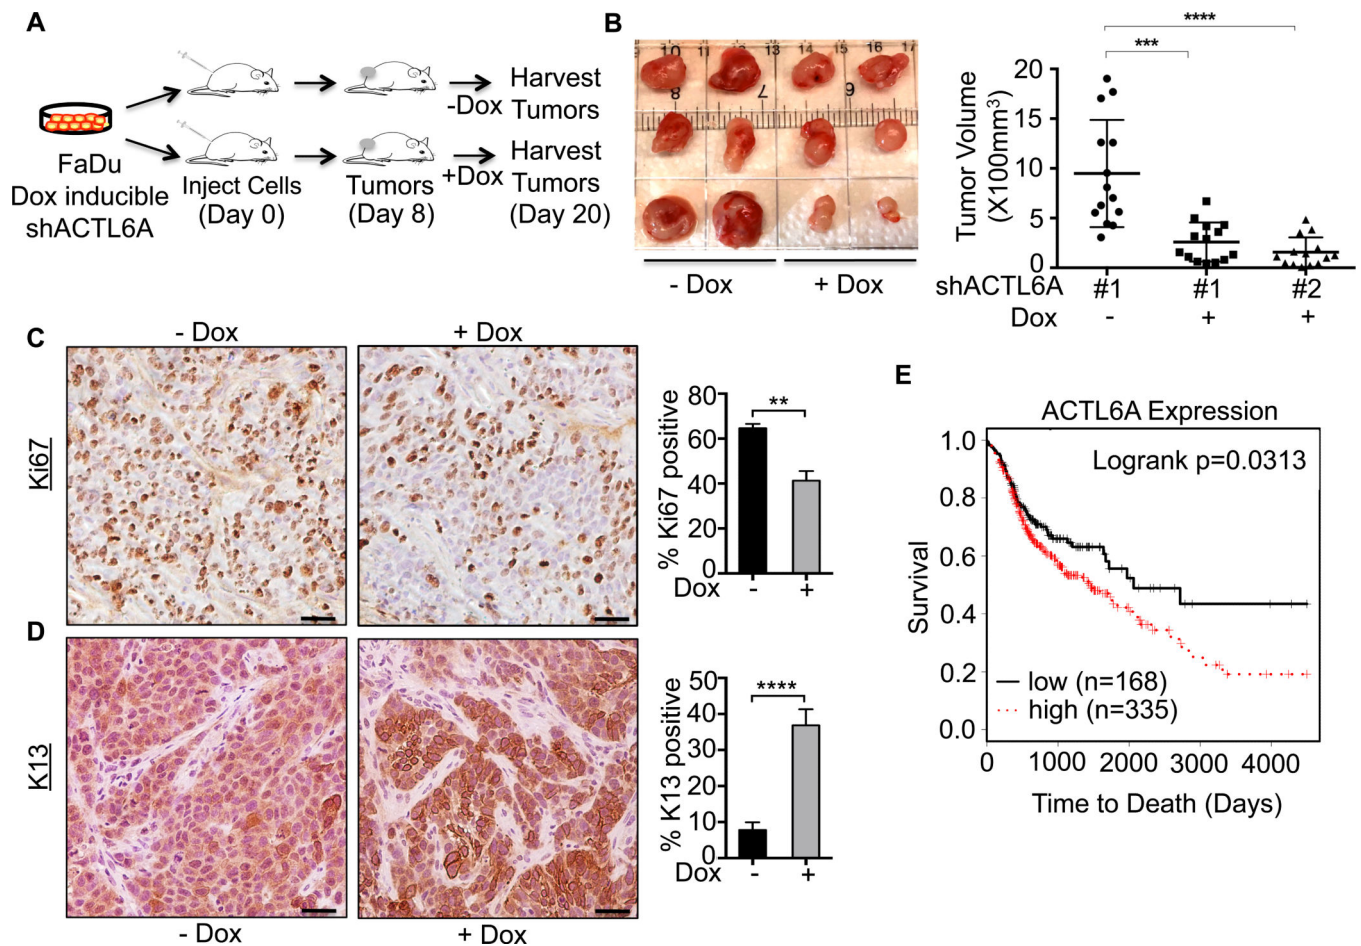 A
FaDu
Dox inducible
shACTL6A
Inject Cells
(Day 0)
Tumors
(Day 8)
-Dox
+Dox
Harvest
Tumors
Harvest
Tumors
(Day 20)
B
10 11 12 13 14 15 16 17
8 7 6
- Dox + Dox
**** 
***
Tumor Volume
(X100mm3)
20
15
10
5
0
shACTL6A #1 #1 #2
Dox - + +
C
- Dox + Dox
Ki67
% Ki67 positive
80
60
40
20
0
**
Dox - +
D
K13
- Dox + Dox
% K13 positive
50
40
30
20
10
0
****
Dox - +
E
ACTL6A Expression
Logrank p=0.0313
Survival
1.0
0.8
0.6
0.4
0.2
0.0
low (n=168)
high (n=335)
0 1000 2000 3000 4000
Time to Death (Days)